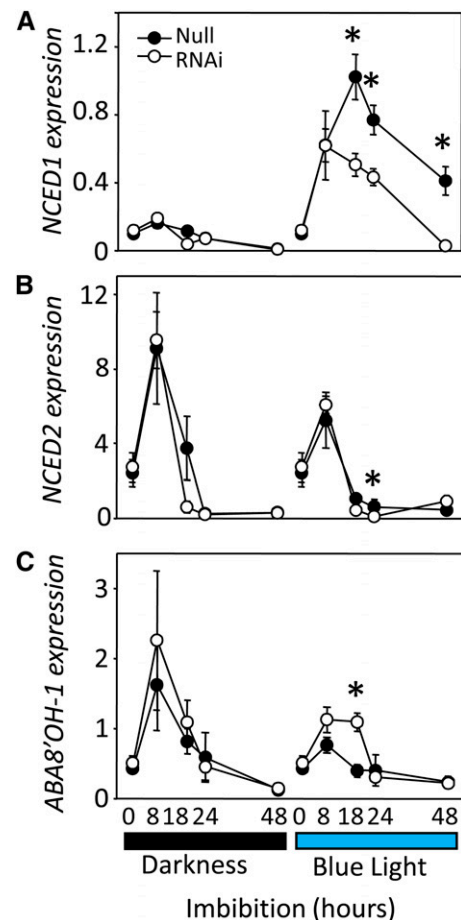 A
NCED1 expression
1.2
0.8
0.4
0
Null
RNAi
*
*
*
B
NCED2 expression
12
8
4
0
*
C
ABA8'OH-1 expression
3
2
1
0
*
0 8 18 24 48 0 8 18 24 48
Darkness Blue Light
Imbibition (hours)